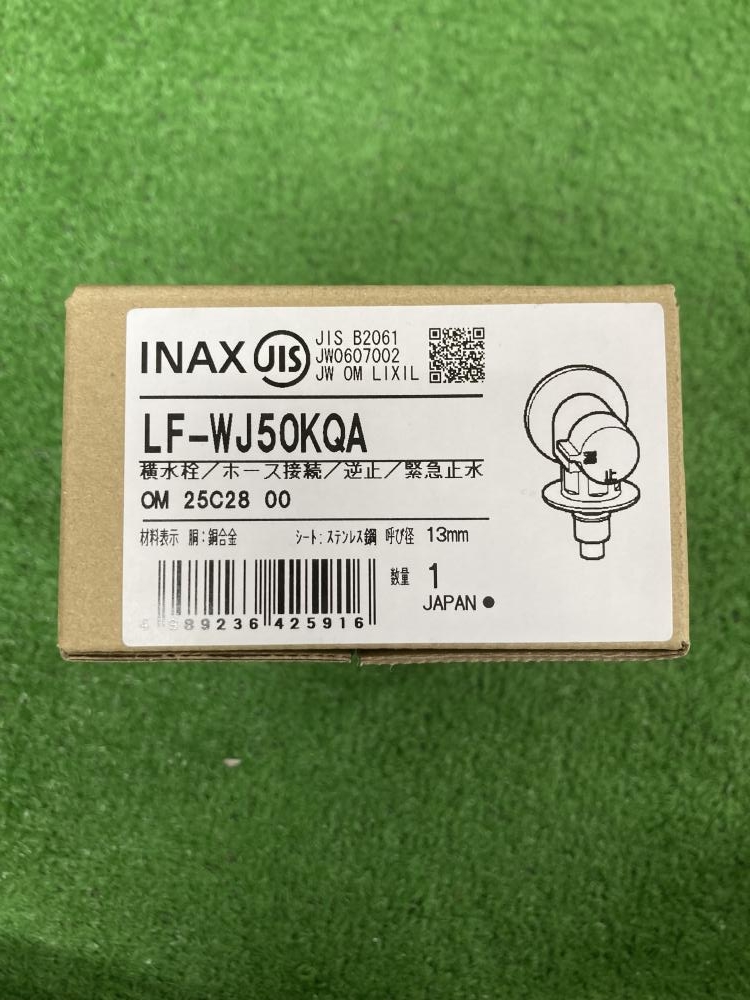 INAX JIS
JIS B2061
JW0607002
JW OM LIXIL
LF-WJ50KQA
横水栓/ホース接続/逆止/緊急止水
OM 25C28 00
材料表示 胴:銅合金 シート:ステンレス鋼 呼び径 13mm
数量 1
JAPAN ●
4 989236 425916
止